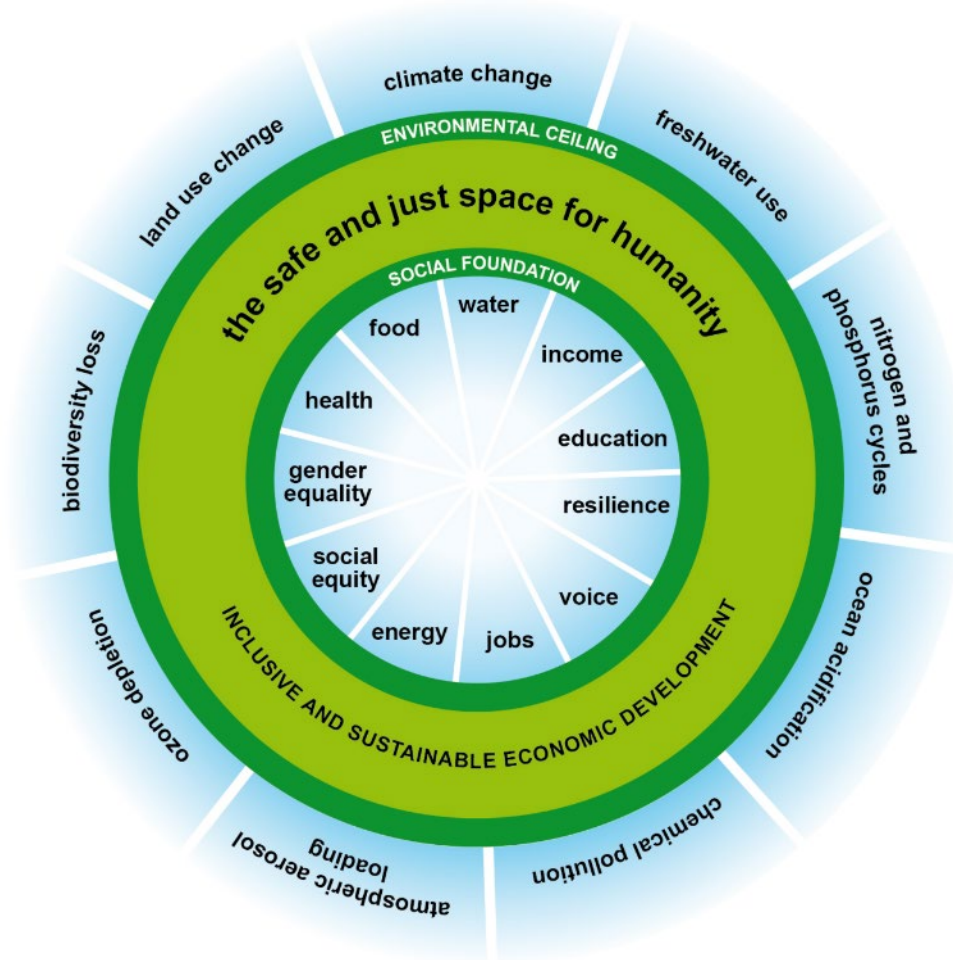 climate change
freshwater use
nitrogen and
phosphorus cycles
ocean acidification
chemical pollution
atmospheric aerosol
loading
ozone depletion
biodiversity loss
land use change
ENVIRONMENTAL CEILING
the safe and just space for humanity
SOCIAL FOUNDATION
water
income
education
resilience
voice
jobs
energy
social
equity
gender
equality
health
food
INCLUSIVE AND SUSTAINABLE ECONOMIC DEVELOPMENT